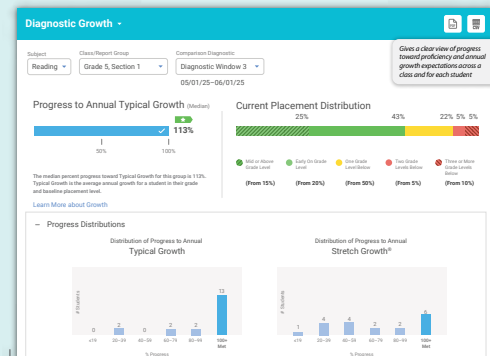 Diagnostic Growth
PDF
CSV
Gives a clear view of progress
toward proficiency and annual
growth expectations across a
class and for each student
Subject
Class/Report Group
Comparison Diagnostic
Reading
Grade 5, Section 1
Diagnostic Window 3
05/01/25–06/01/25
Progress to Annual Typical Growth (Median)
113%
50%
100%
The median percent progress toward Typical Growth for this group is 113%.
Typical Growth is the average annual growth for a student in their grade
and baseline placement level.
Learn More about Growth
Current Placement Distribution
25% 43% 22% 5% 5%
Mid or Above
Grade Level
(From 15%)
Early On Grade
Level
(From 20%)
One Grade
Level Below
(From 50%)
Two Grade
Levels Below
(From 5%)
Three or More
Grade Levels
Below
(From 10%)
– Progress Distributions
Distribution of Progress to Annual
Typical Growth
# Students
0 2 0 2 2 12
<19 20–39 40–59 60–79 80–99 100+
Met
% Progress
Distribution of Progress to Annual
Stretch Growth®
# Students
1 4 4 2 2 6
<19 20–39 40–59 60–79 80–99 100+
Met
% Progress